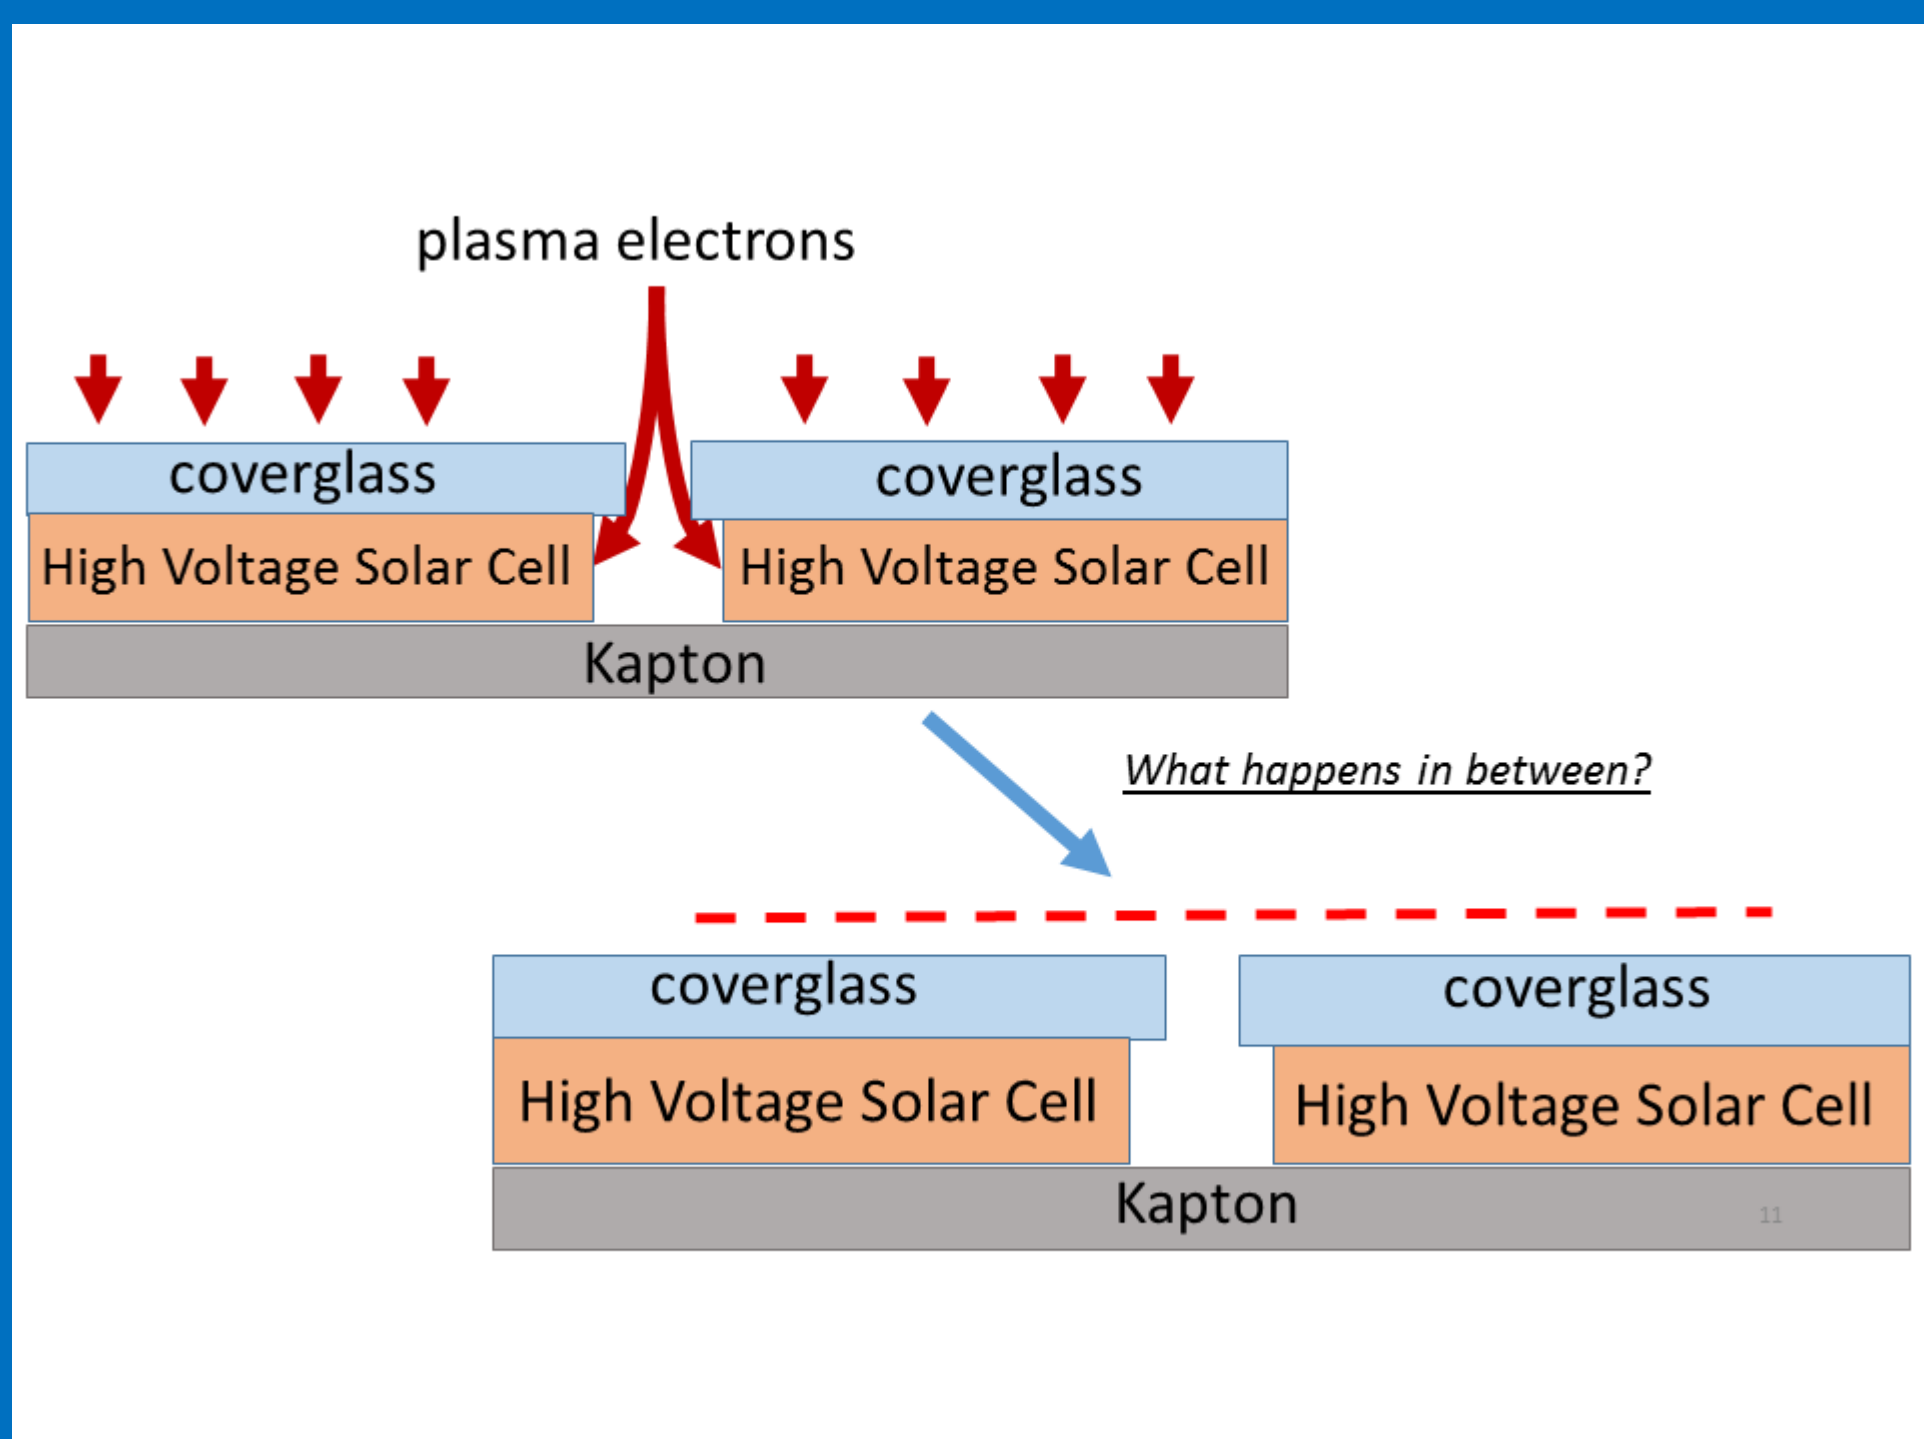 plasma electrons
coverglass
coverglass
High Voltage Solar Cell
High Voltage Solar Cell
Kapton
What happens in between?
coverglass
coverglass
High Voltage Solar Cell
High Voltage Solar Cell
Kapton
11